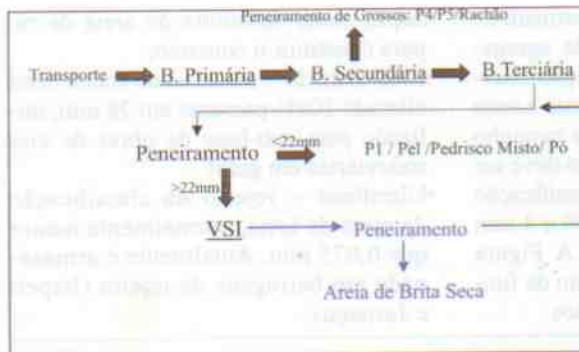 Peneiramento de Grossos: P4/P5/Rachão
Transporte B. Primária B. Secundária B.Terciária
Peneiramento <22mm P1 / Pel /Pedrisco Misto/ Pó
>22mm
VSI Peneiramento
Areia de Brita Seca